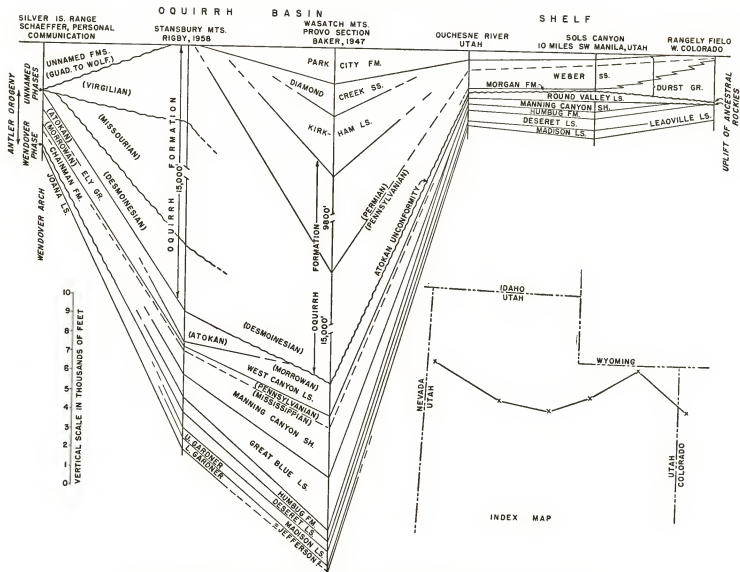 OQUIRRH BASIN
SHELF
SILVER IS. RANGE
SCHAEFFER, PERSONAL
COMMUNICATION
STANSBURY MTS.
RIGBY, 1958
WASATCH MTS.
PROVO SECTION
BAKER, 1947
OUCHESNE RIVER
UTAH
SOLS CANYON
10 MILES SW MANILA, UTAH
RANGELY FIELD
W. COLORADO
UNNAMED FMS.
(GUAD. TO WOLF.)
(VIRGILIAN)
(MISSOURIAN)
(DESMOINESIAN)
(ATOKAN)
(MORROWAN) ELY GR.
CHAINMAN FM.
JOANA LS.
ANTLER OROGENY
UNNAMED PHASES
WENDOVER PHASE
WENDOVER ARCH
OQUIRRH FORMATION
15,000'
PARK CITY FM.
DIAMOND CREEK SS.
KIRKHAM LS.
FORMATION
9800'
OQUIRRH
15,000'
(PERMIAN)
(PENNSYLVANIAN)
ATOKAN UNCONFORMITY
WEBER SS.
MORGAN FM.
DURST GR.
ROUND VALLEY LS.
MANNING CANYON SH.
HUMBUG FM.
DESERET LS.
MADISON LS.
LEAOVILLE LS.
UPLIFT OF ANCESTRAL
ROCKIES
(DESMOINESIAN)
(ATOKAN)
(MORROWAN)
WEST CANYON LS.
(PENNSYLVANIAN)
(MISSISSIPPIAN)
MANNING CANYON SH.
GREAT BLUE LS.
HUMBUG FM.
DESERET LS.
MADISON LS.
U. GARDNER
L. GARDNER
VERTICAL SCALE IN THOUSANDS OF FEET
10
9
8
7
6
5
4
3
2
1
0
IDAHO
UTAH
WYOMING
NEVADA
UTAH
UTAH
COLORADO
INDEX MAP